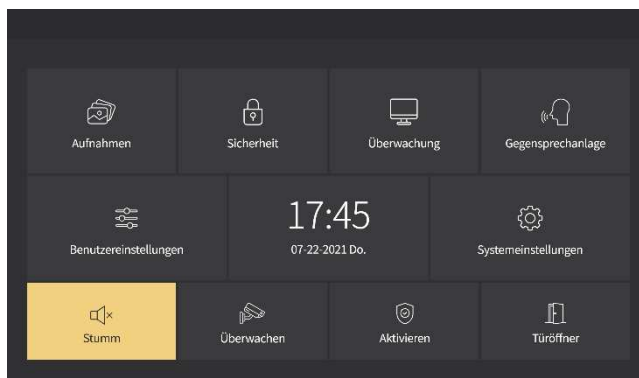 Aufnahmen
Sicherheit
Überwachung
Gegensprechanlage
Benutzereinstellungen
17:45
07-22-2021 Do.
Systemeinstellungen
Stumm
Überwachen
Aktivieren
Türöffner